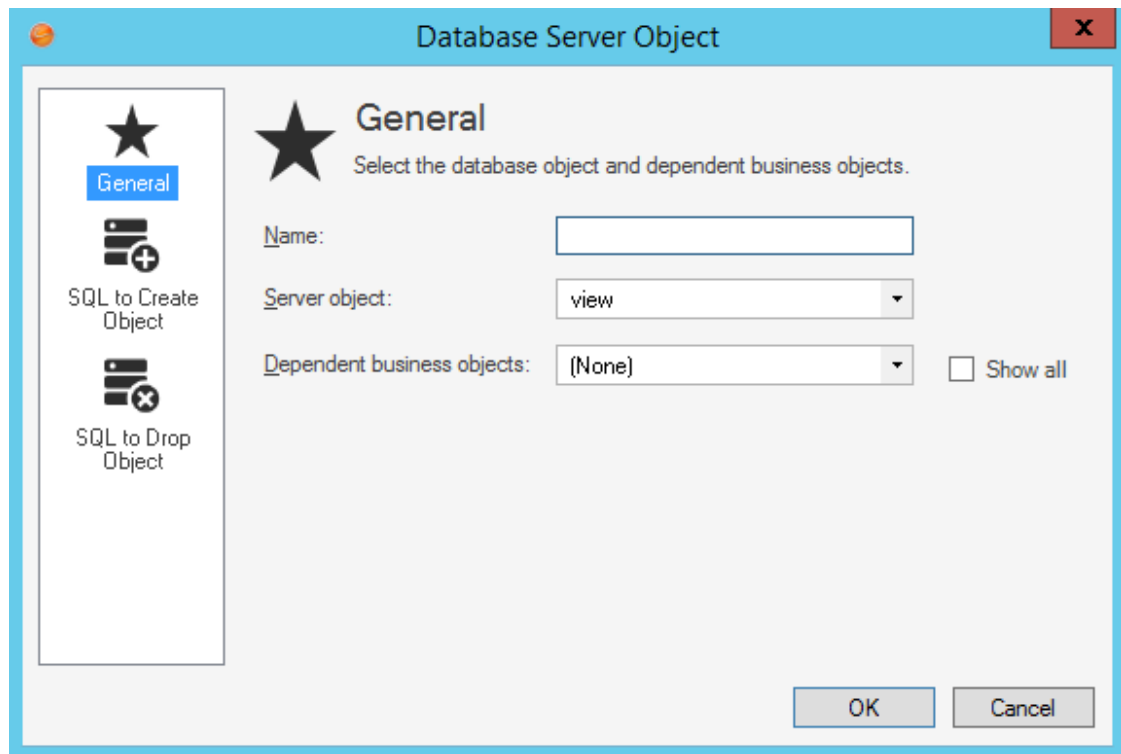 Database Server Object
x
General
SQL to Create
Object
SQL to Drop
Object
General
Select the database object and dependent business objects.
Name:
Server object:
view
Dependent business objects:
(None)
Show all
OK
Cancel